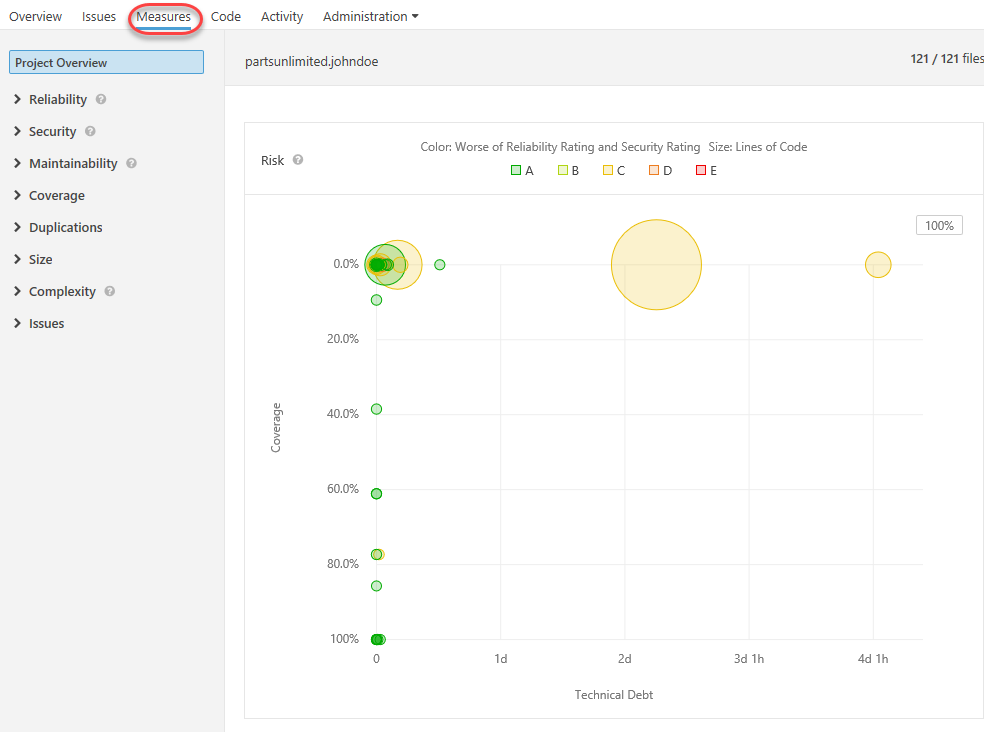 Overview Issues Measures Code Activity Administration
Project Overview
partsunlimited.johndoe
121 / 121 files
Reliability ?
Security ?
Maintainability ?
Coverage
Duplications
Size
Complexity ?
Issues
Risk ?
Color: Worse of Reliability Rating and Security Rating Size: Lines of Code
A B C D E
100%
0.0%
20.0%
40.0%
60.0%
80.0%
100%
Coverage
0 1d 2d 3d 1h 4d 1h
Technical Debt